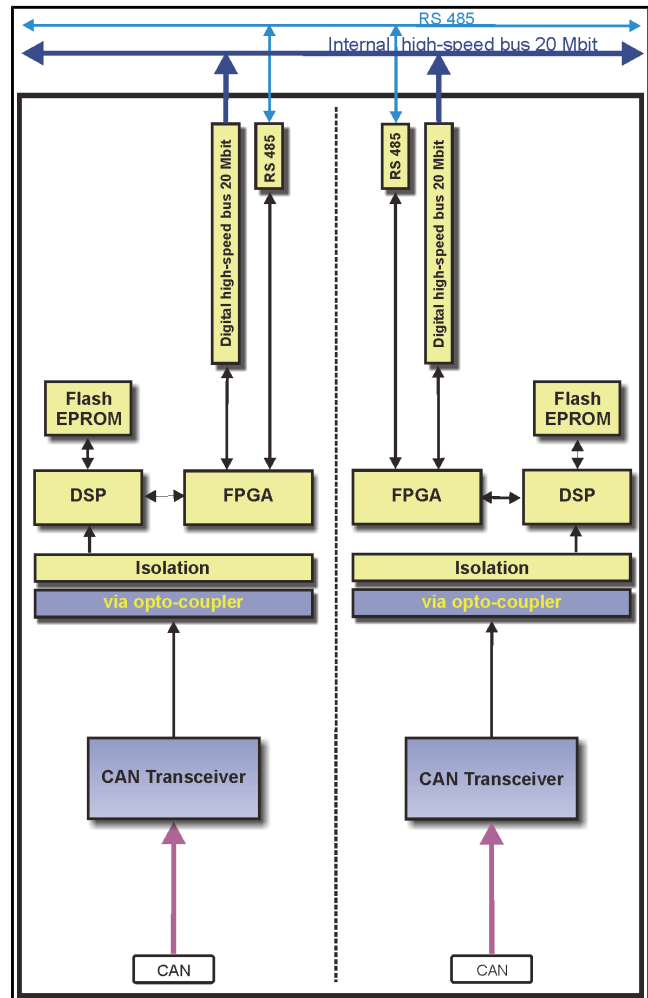 RS 485
Internal high-speed bus 20 Mbit
Digital high-speed bus 20 Mbit
RS 485
RS 485
Digital high-speed bus 20 Mbit
Flash
EPROM
Flash
EPROM
DSP
FPGA
FPGA
DSP
Isolation
via opto-coupler
Isolation
via opto-coupler
CAN Transceiver
CAN Transceiver
CAN
CAN